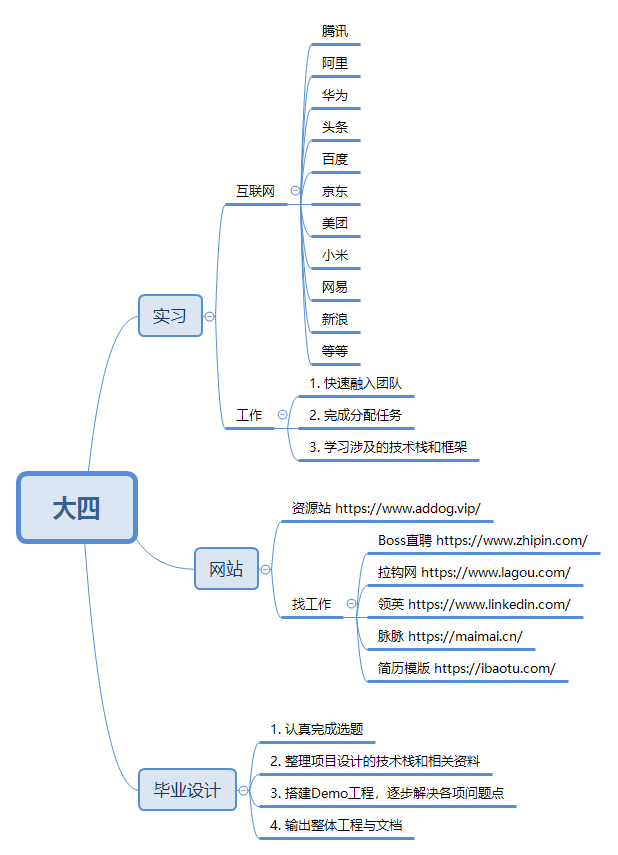 大四
实习
互联网
腾讯
阿里
华为
头条
百度
京东
美团
小米
网易
新浪
等等
工作
1. 快速融入团队
2. 完成分配任务
3. 学习涉及的技术栈和框架
网站
资源站 https://www.addog.vip/
找工作
Boss直聘 https://www.zhipin.com/
拉钩网 https://www.lagou.com/
领英 https://www.linkedin.com/
脉脉 https://maimai.cn/
简历模版 https://ibaotu.com/
毕业设计
1. 认真完成选题
2. 整理项目设计的技术栈和相关资料
3. 搭建Demo工程，逐步解决各项问题点
4. 输出整体工程与文档